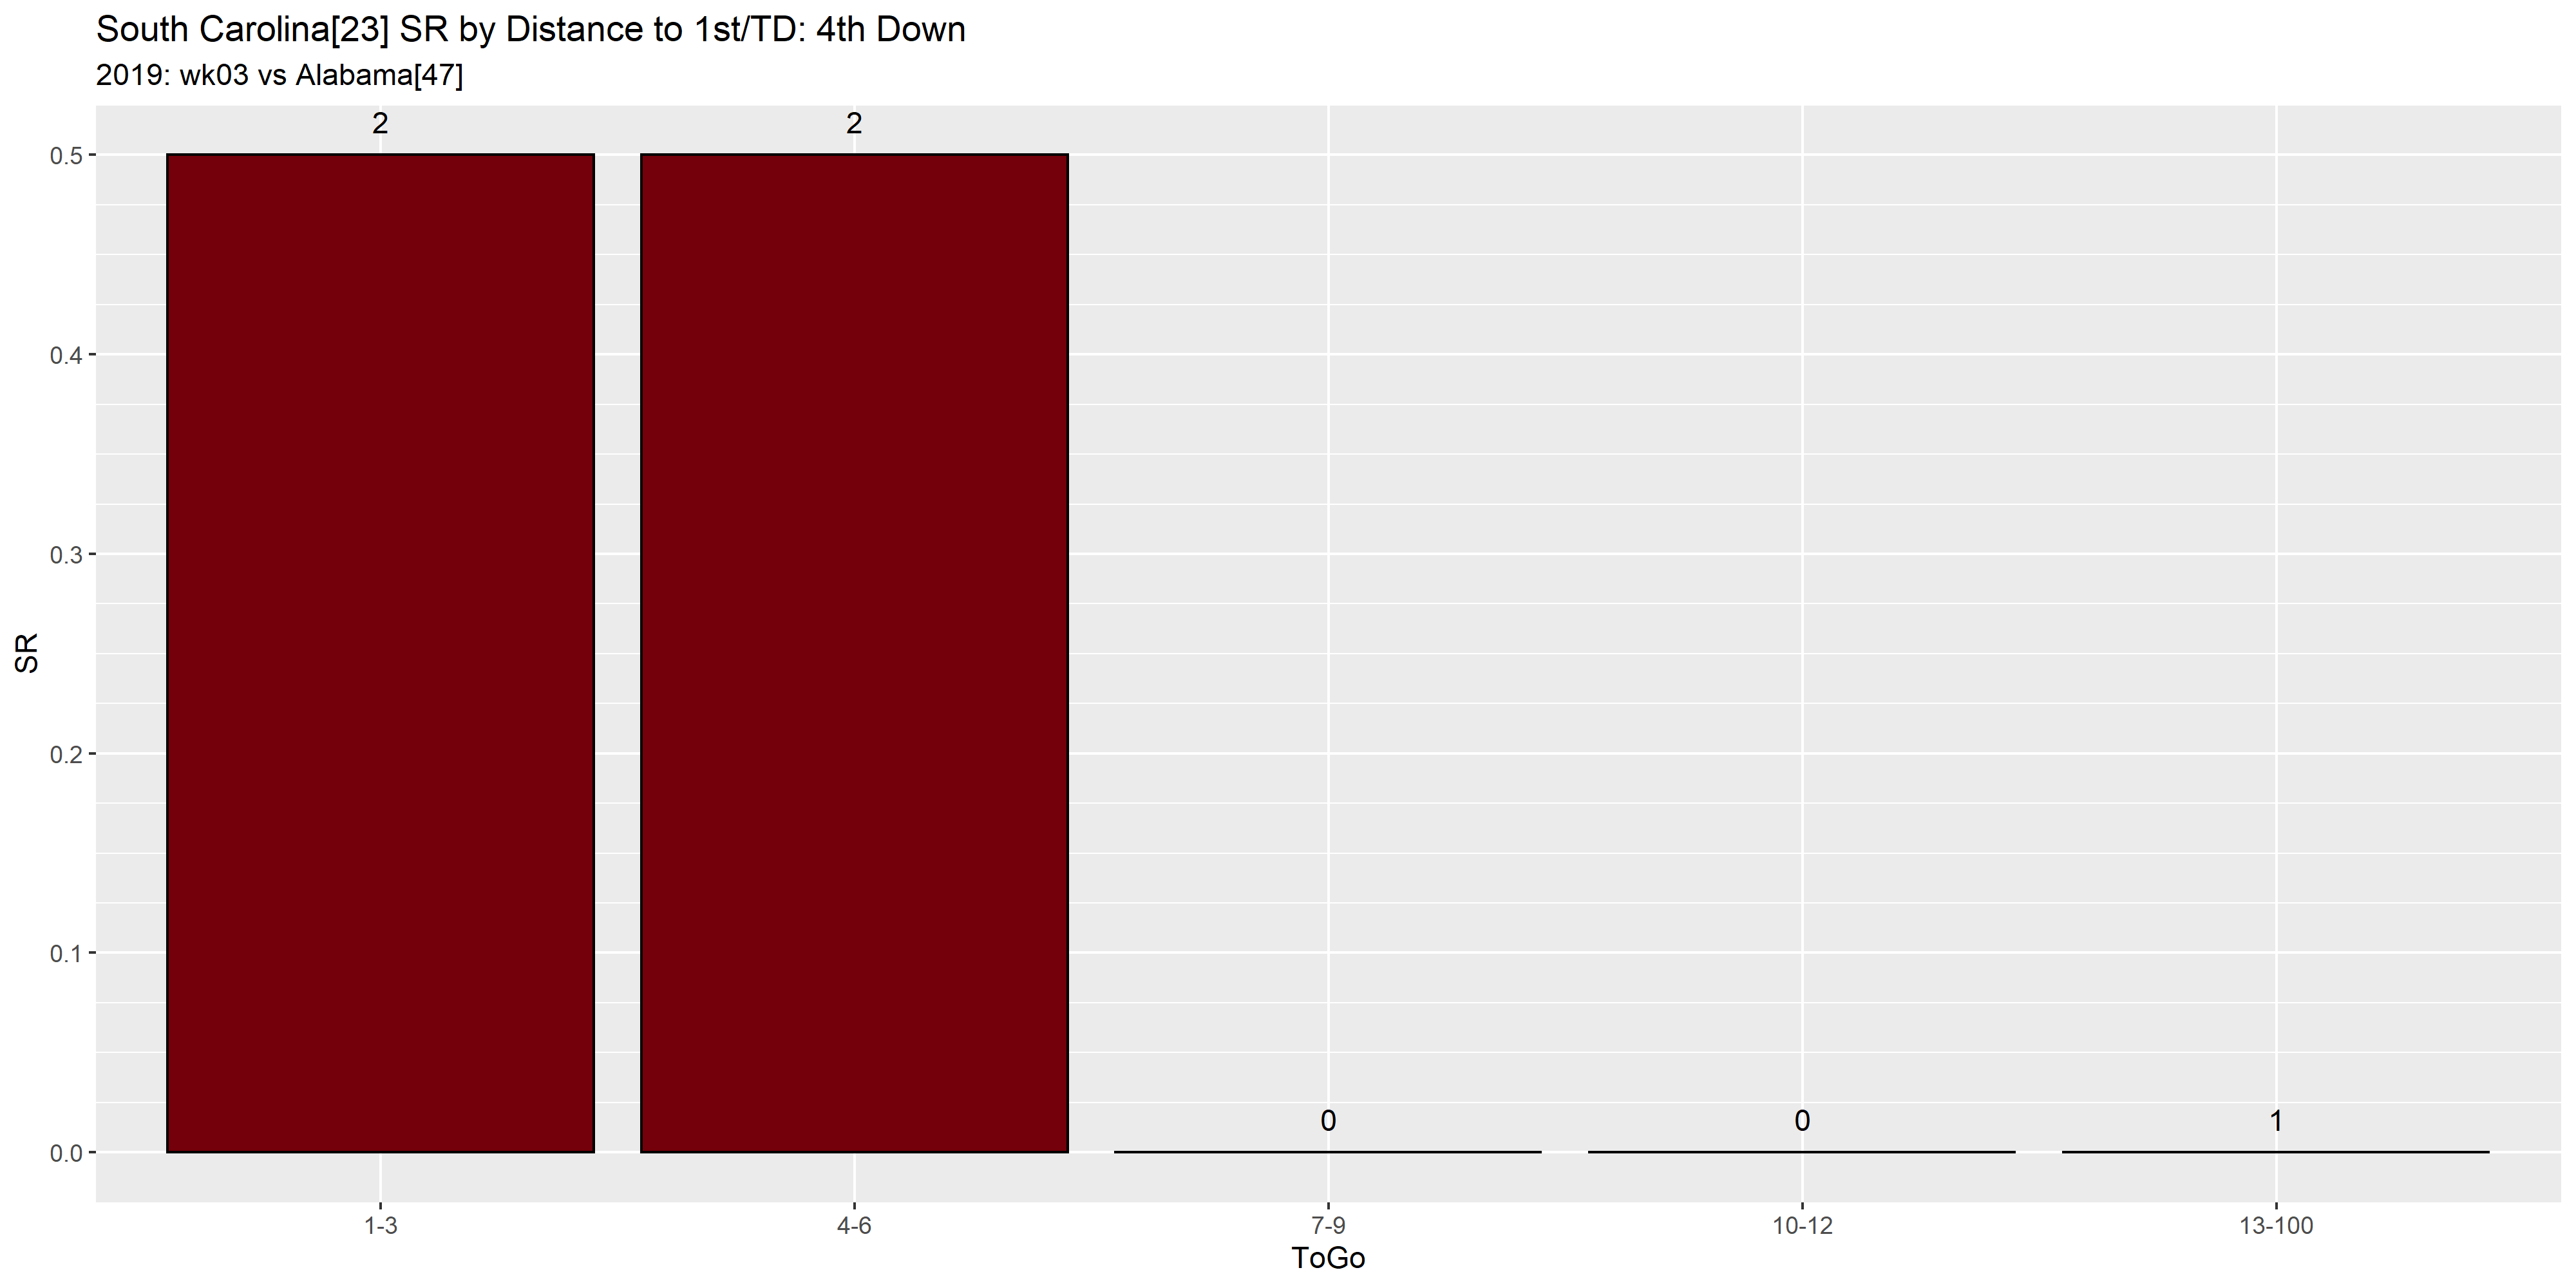 South Carolina[23] SR by Distance to 1st/TD: 4th Down
2019: wk03 vs Alabama[47]
2 2
0.5
0.4
0.3
SR
0.2
0.1
0 0 1
0.0
1-3 4-6 7-9 10-12 13-100
ToGo